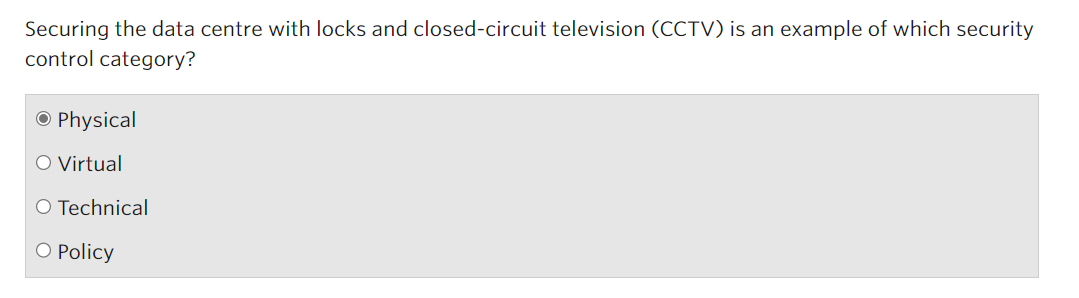 Securing the data centre with locks and closed-circuit television (CCTV) is an example of which security
control category?
Physical
Virtual
Technical
Policy